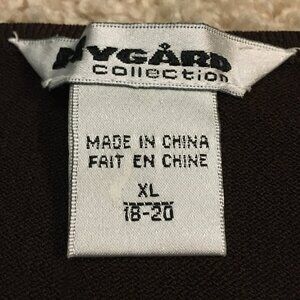 NYGÅRD
collection
MADE IN CHINA
FAIT EN CHINE
XL
18-20